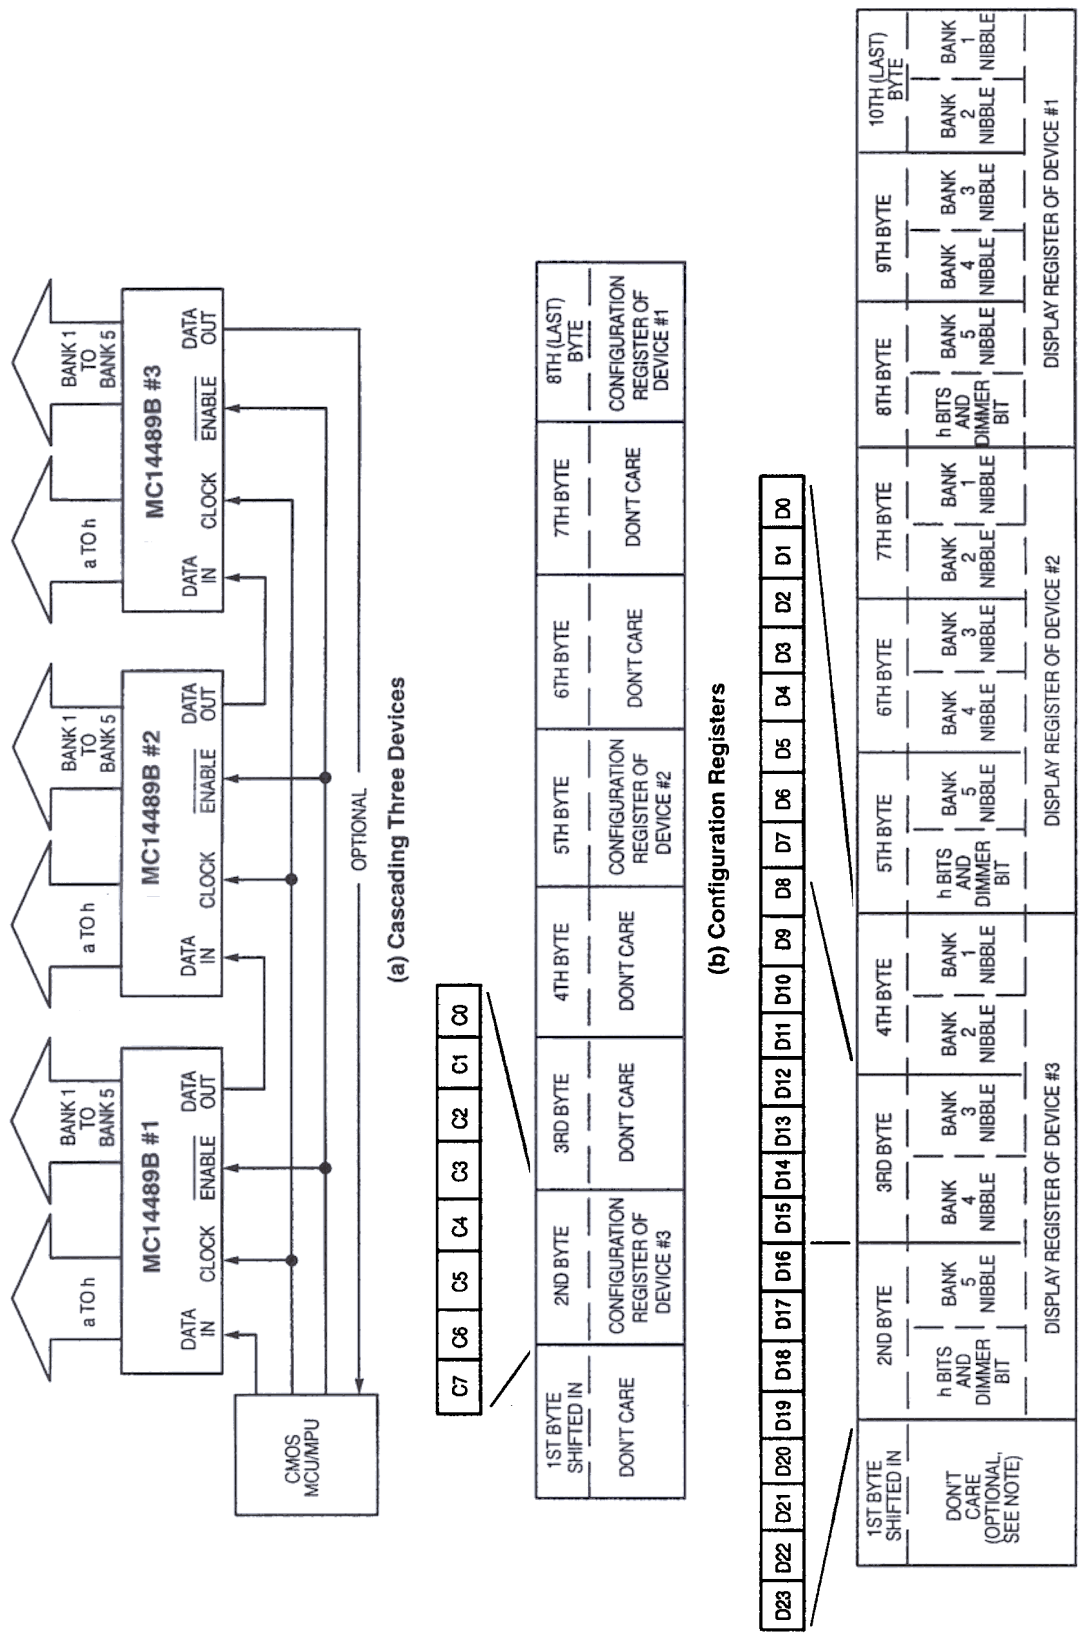 BANK 1
TO
BANK 5
a TO h
BANK 1
TO
BANK 5
a TO h
BANK 1
TO
BANK 5
a TO h
MC14489B #1
DATA
IN
CLOCK
ENABLE
DATA
OUT
MC14489B #2
DATA
IN
CLOCK
ENABLE
DATA
OUT
MC14489B #3
DATA
IN
CLOCK
ENABLE
DATA
OUT
CMOS
MCU/MPU
OPTIONAL
(a) Cascading Three Devices
C7 C6 C5 C4 C3 C2 C1 C0
1ST BYTE
SHIFTED IN
DON'T CARE
2ND BYTE
CONFIGURATION
REGISTER OF
DEVICE #3
3RD BYTE
DON'T CARE
4TH BYTE
DON'T CARE
5TH BYTE
CONFIGURATION
REGISTER OF
DEVICE #2
6TH BYTE
DON'T CARE
7TH BYTE
DON'T CARE
8TH (LAST)
BYTE
CONFIGURATION
REGISTER OF
DEVICE #1
(b) Configuration Registers
D23 D22 D21 D20 D19 D18 D17 D16 D15 D14 D13 D12 D11 D10 D9 D8 D7 D6 D5 D4 D3 D2 D1 D0
1ST BYTE
SHIFTED IN
DON'T
CARE
(OPTIONAL,
SEE NOTE)
2ND BYTE
h BITS
AND
DIMMER
BIT
BANK
5
NIBBLE
3RD BYTE
BANK
4
NIBBLE
BANK
3
NIBBLE
4TH BYTE
BANK
2
NIBBLE
BANK
1
NIBBLE
DISPLAY REGISTER OF DEVICE #3
5TH BYTE
h BITS
AND
DIMMER
BIT
BANK
5
NIBBLE
6TH BYTE
BANK
4
NIBBLE
BANK
3
NIBBLE
7TH BYTE
BANK
2
NIBBLE
BANK
1
NIBBLE
DISPLAY REGISTER OF DEVICE #2
8TH BYTE
h BITS
AND
DIMMER
BIT
BANK
5
NIBBLE
9TH BYTE
BANK
4
NIBBLE
BANK
3
NIBBLE
10TH (LAST)
BYTE
BANK
2
NIBBLE
BANK
1
NIBBLE
DISPLAY REGISTER OF DEVICE #1